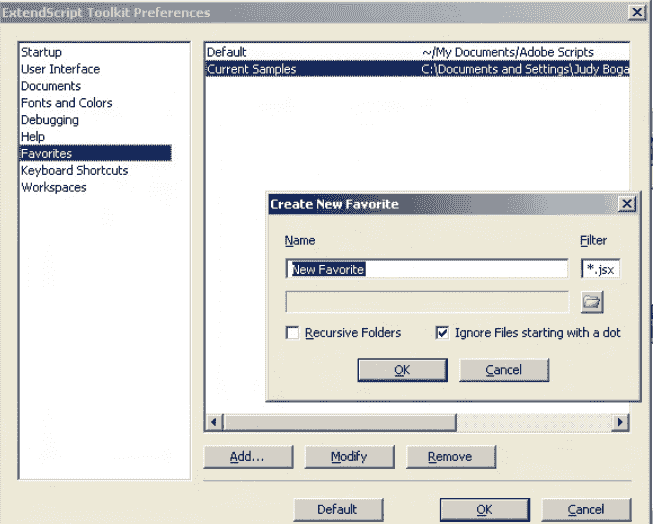 ExtendScript Toolkit Preferences
Startup
User Interface
Documents
Fonts and Colors
Debugging
Help
Favorites
Keyboard Shortcuts
Workspaces
Default ~/My Documents/Adobe Scripts
Current Samples C:\Documents and Settings\Judy Boga
Create New Favorite
Name Filter
New Favorite *.jsx
Recursive Folders Ignore Files starting with a dot
OK Cancel
Add... Modify Remove
Default OK Cancel